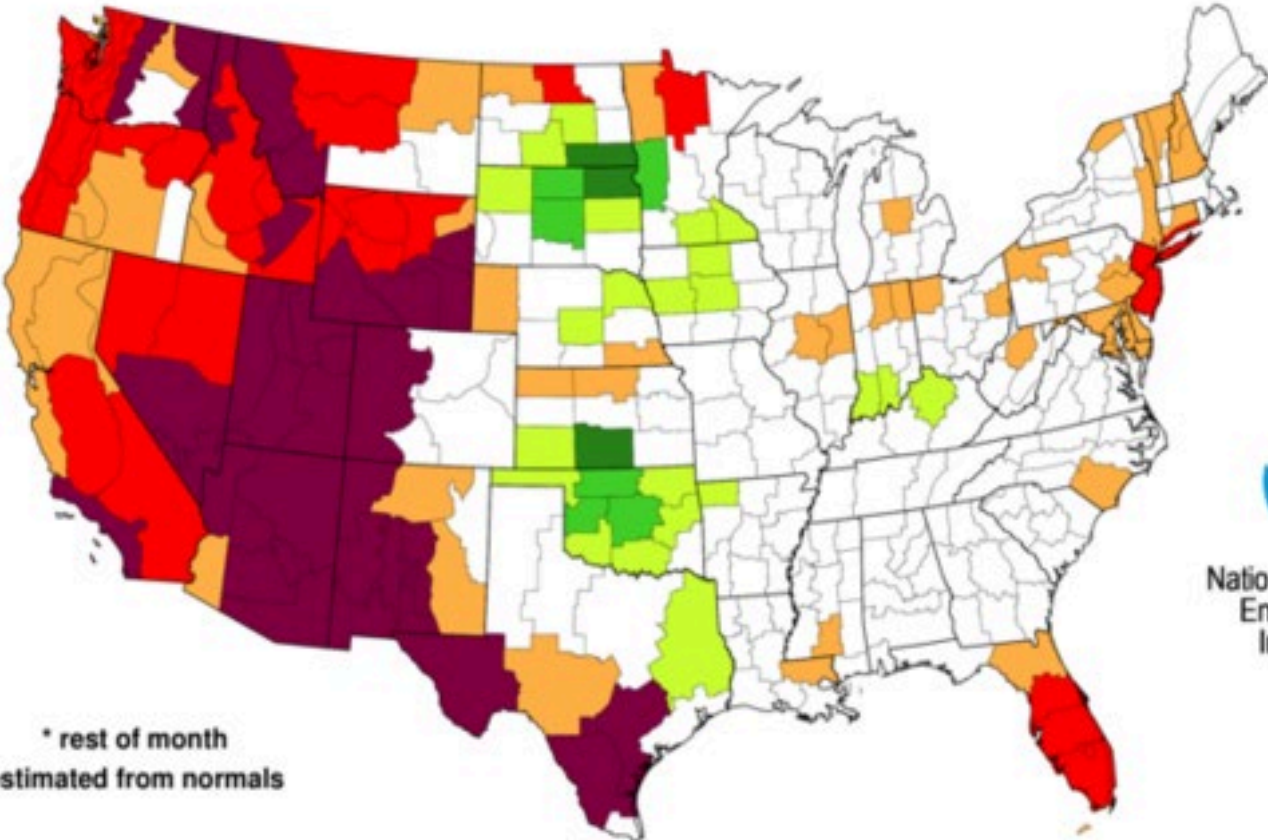 * rest of month
stimated from normals
Natio
En
I